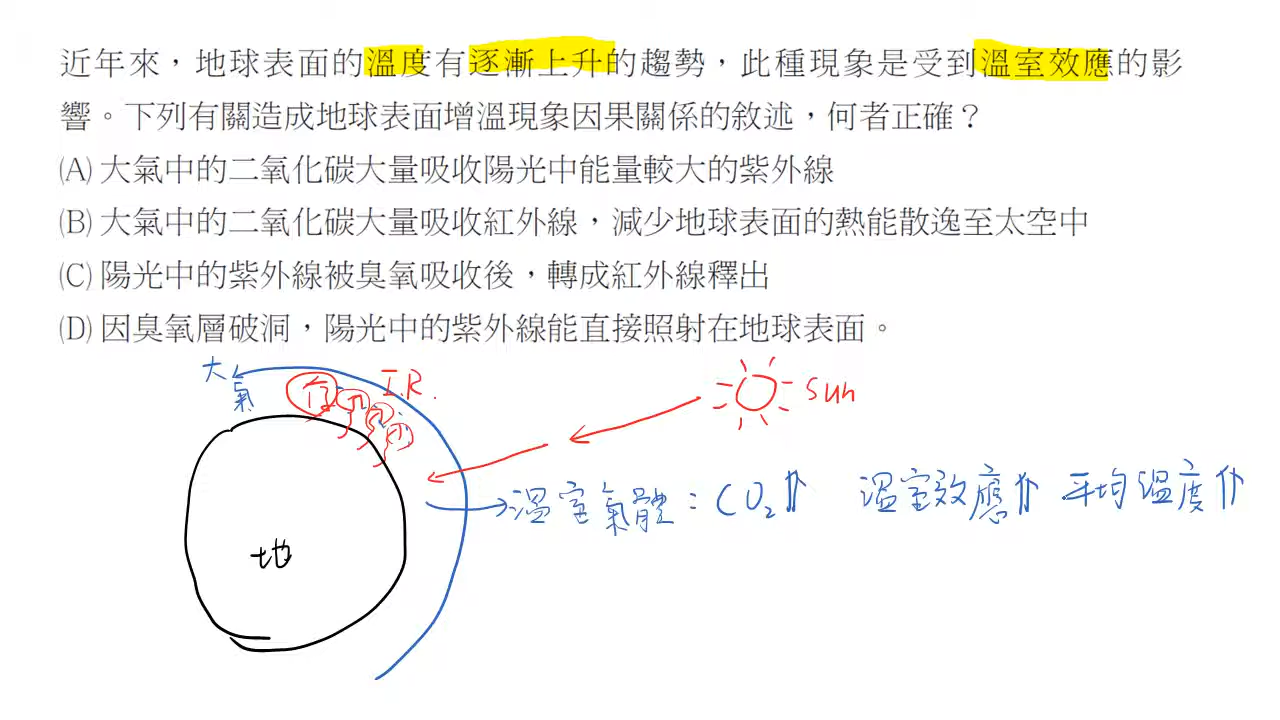 近年來，地球表面的溫度有逐漸上升的趨勢，此種現象是受到溫室效應的影
響。下列有關造成地球表面增溫現象因果關係的敘述，何者正確？
(A) 大氣中的二氧化碳大量吸收陽光中能量較大的紫外線
(B) 大氣中的二氧化碳大量吸收紅外線，減少地球表面的熱能散逸至太空中
(C) 陽光中的紫外線被臭氧吸收後，轉成紅外線釋出
(D) 因臭氧層破洞，陽光中的紫外線能直接照射在地球表面。
大氣
I.R.
sun
溫室氣體：CO₂⇑ 溫室效應⇑ 平均溫度⇑
地